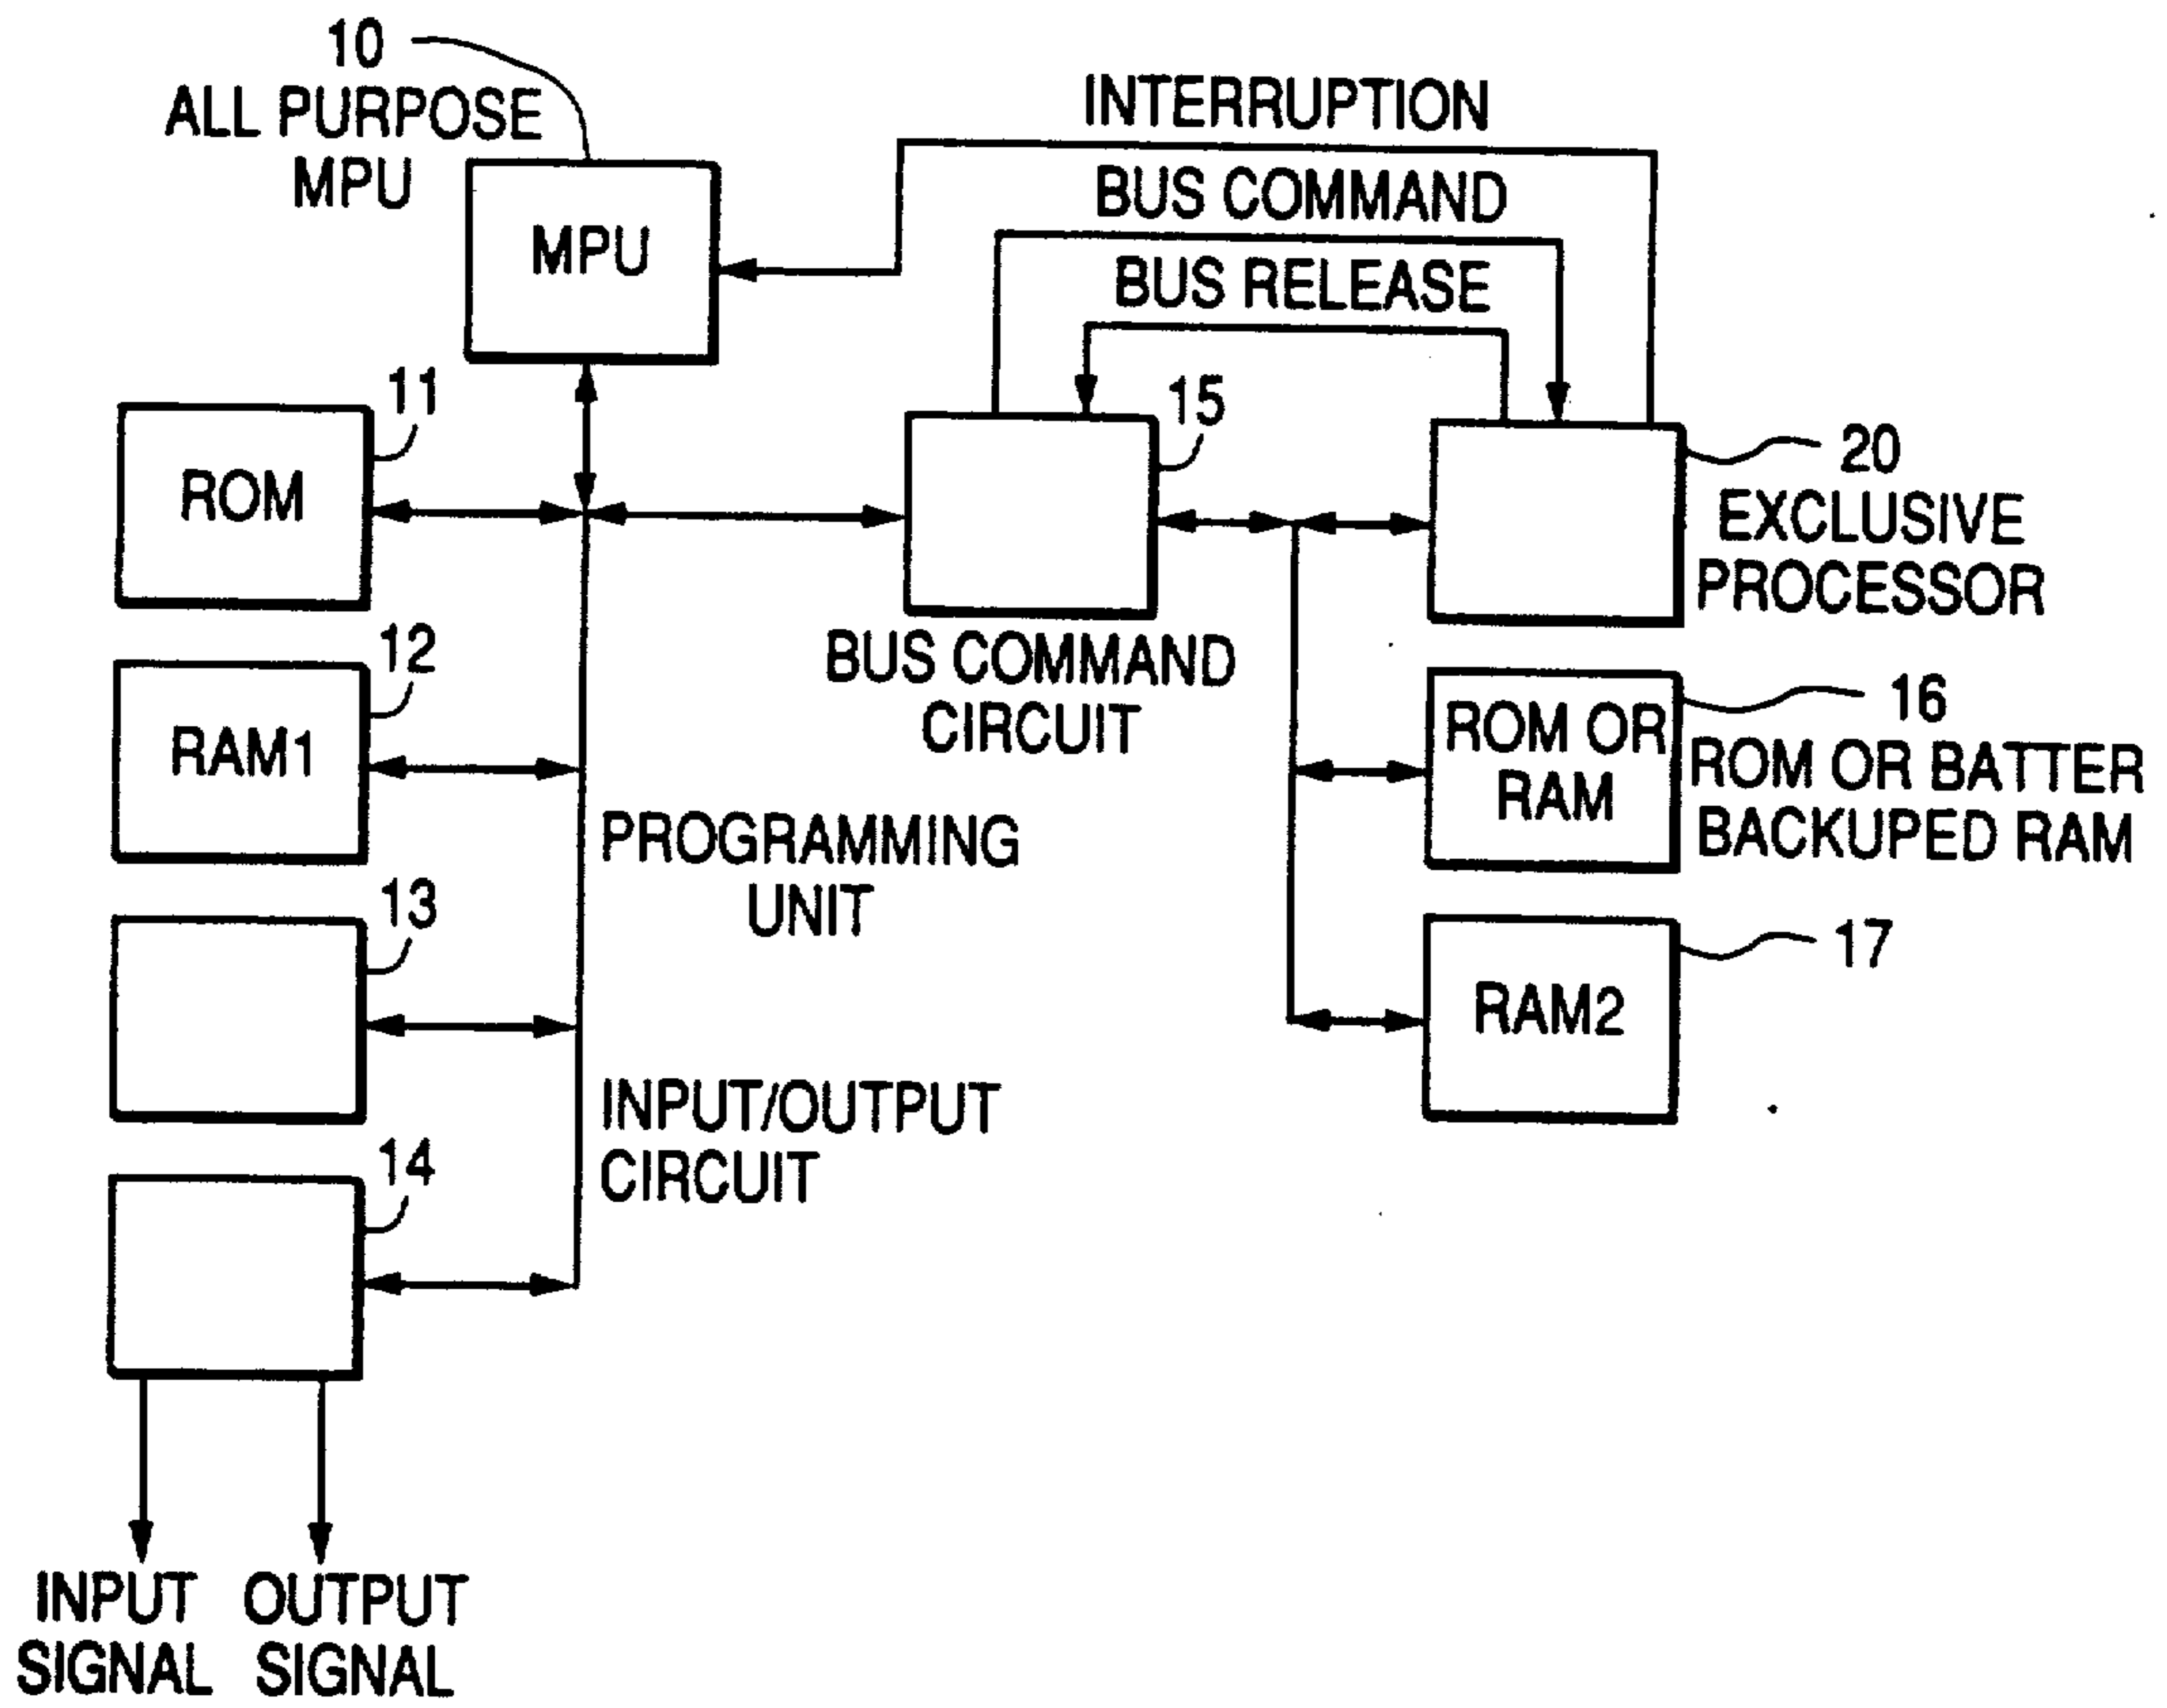 10
ALL PURPOSE
MPU
MPU
INTERRUPTION
BUS COMMAND
BUS RELEASE
11
ROM
15
BUS COMMAND
CIRCUIT
20
EXCLUSIVE
PROCESSOR
12
RAM1
16
ROM OR
RAM
ROM OR BATTER
BACKUPED RAM
PROGRAMMING
UNIT
13
17
RAM2
INPUT/OUTPUT
CIRCUIT
14
INPUT
SIGNAL
OUTPUT
SIGNAL